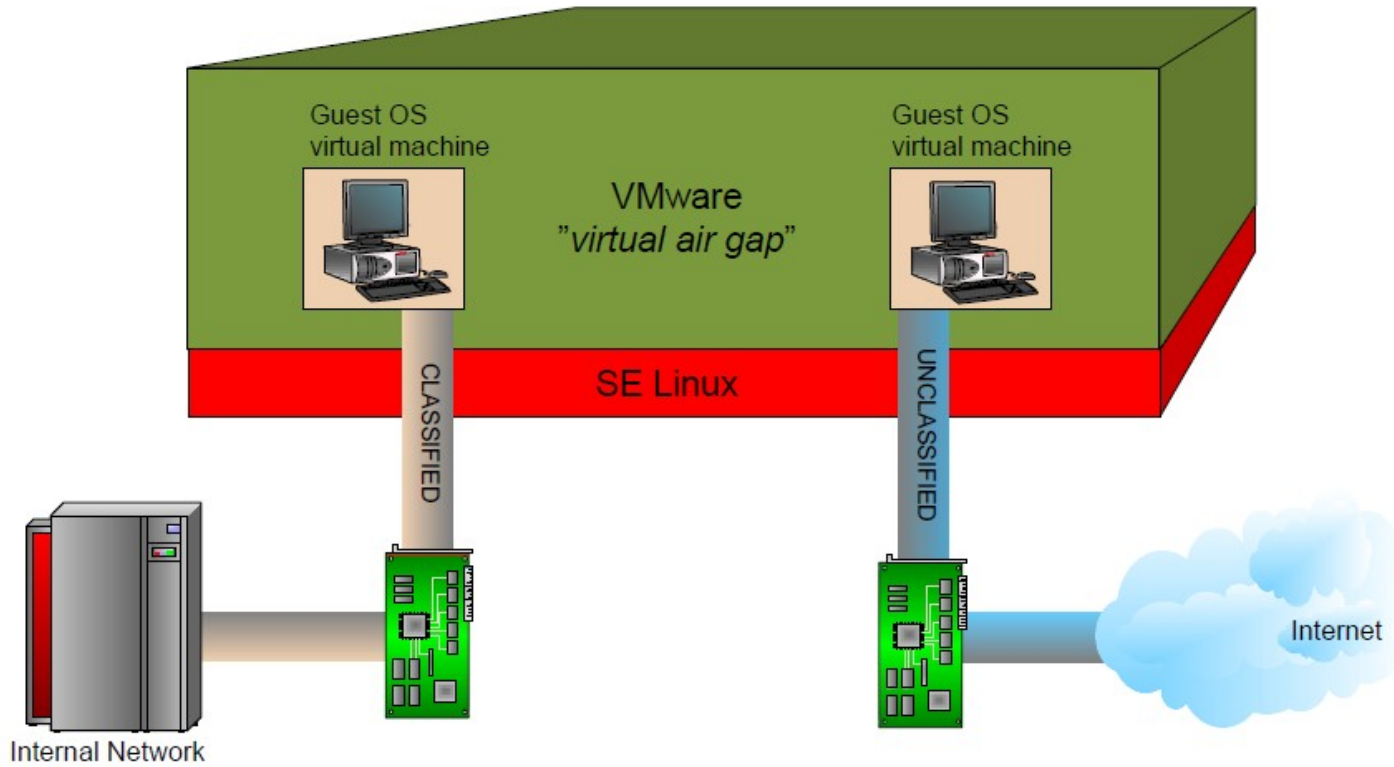 Guest OS
virtual machine
Guest OS
virtual machine
VMware
"virtual air gap"
SE Linux
CLASSIFIED
UNCLASSIFIED
Internet
Internal Network